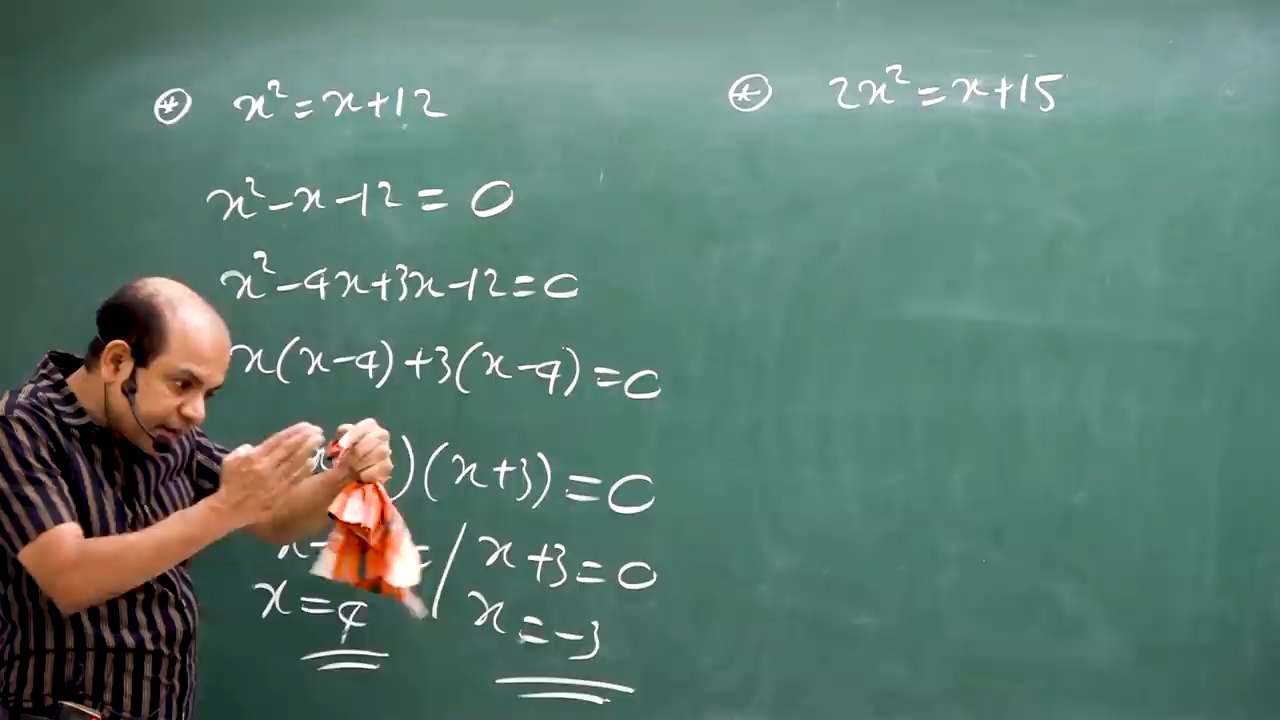 ⊛ x² = x+12
x²-x-12 = 0
x²-4x+3x-12=0
x(x-4)+3(x-4)=0
)(x+3)=0
x- = / x+3=0
x=4 x=-3
⊛ 2x²=x+15